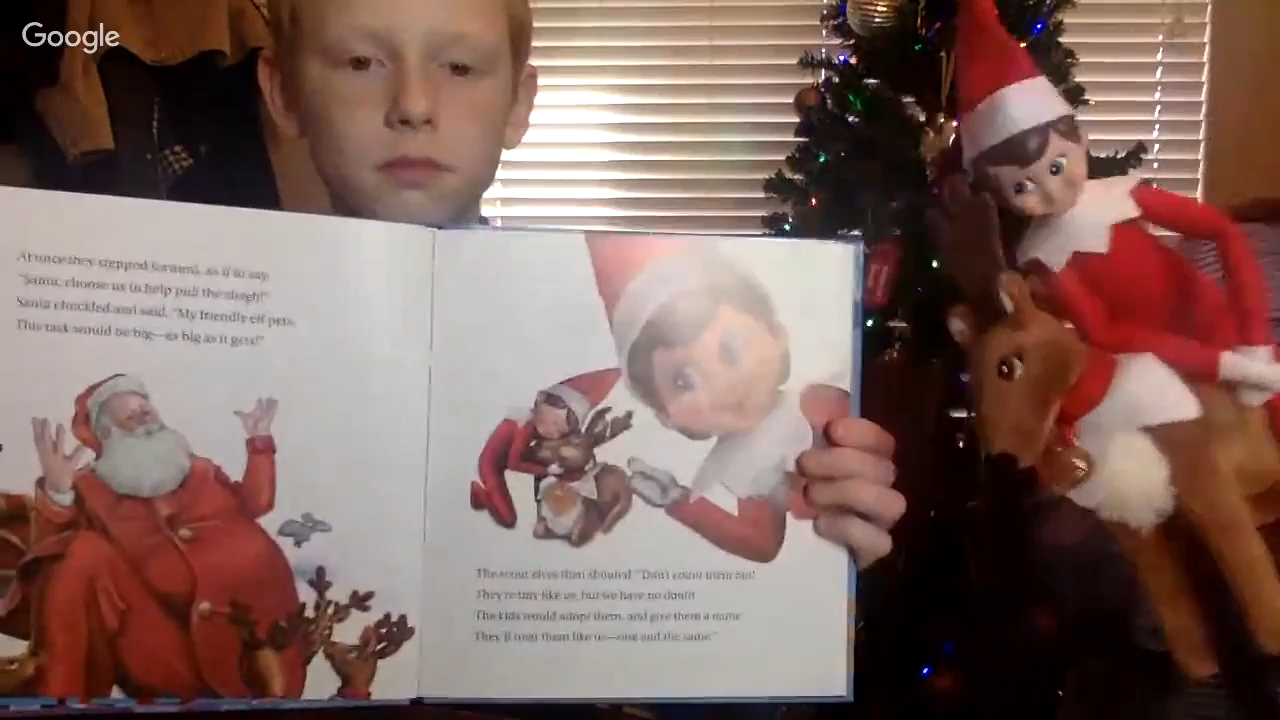 Google
At once they stepped forward, as if to say,
"Santa, choose us to help pull the sleigh!"
Santa chuckled and said, "My friendly elf pets,
This task would be big—as big as it gets!"
The scout elves then shouted, "Don't count them out!
They're tiny like us, but we have no doubt
The kids would adopt them, and give them a name
They'll treat them like us—one and the same."